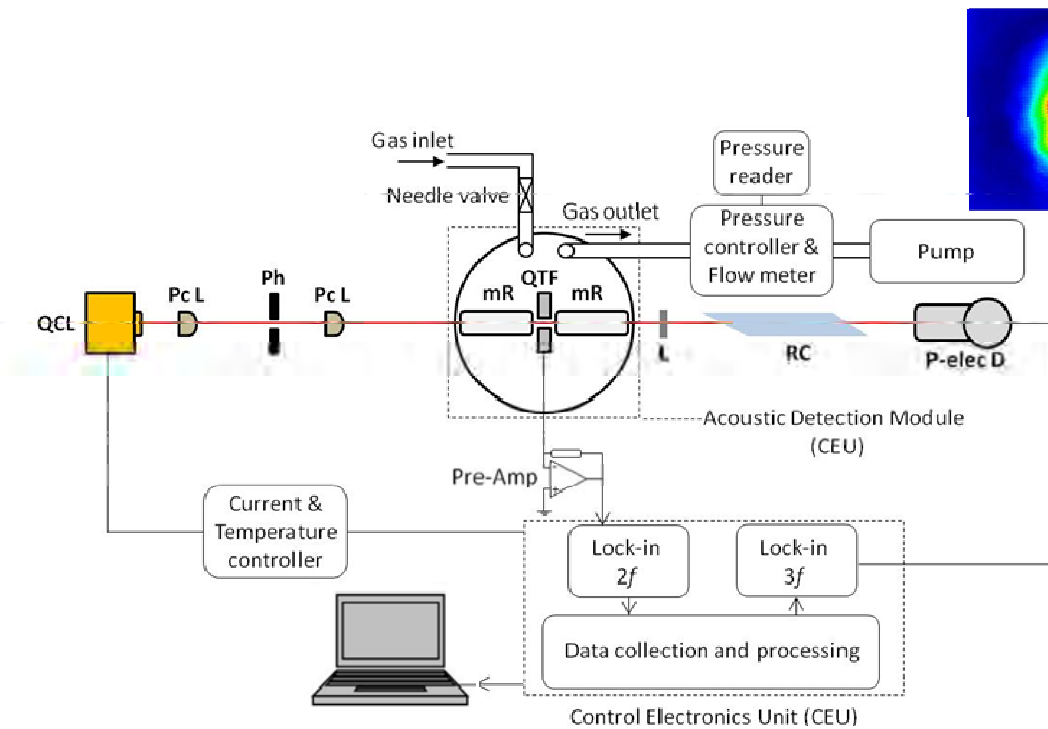 Gas inlet
Needle valve
Gas outlet
Pressure
reader
Pressure
controller &
Flow meter
Pump
QCL
Pc L
Ph
Pc L
mR
QTF
mR
L
RC
P-elec D.
Acoustic Detection Module
(CEU)
Pre-Amp
-
+
Current &
Temperature
controller
Lock-in
2f
Lock-in
3f
Data collection and processing
Control Electronics Unit (CEU)